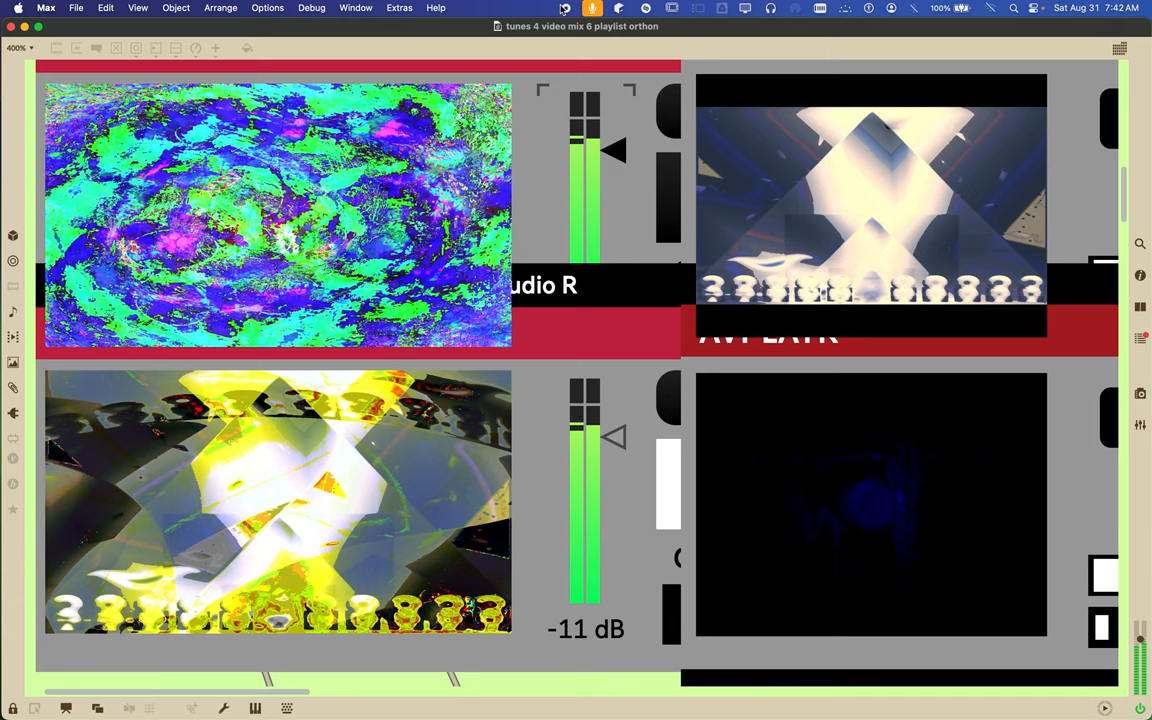 Max File Edit View Object Arrange Options Debug Window Extras Help 100% Sat Aug 31 7:42 AM
tunes 4 video mix 6 playlist orthon
400%
udio R
-11 dB